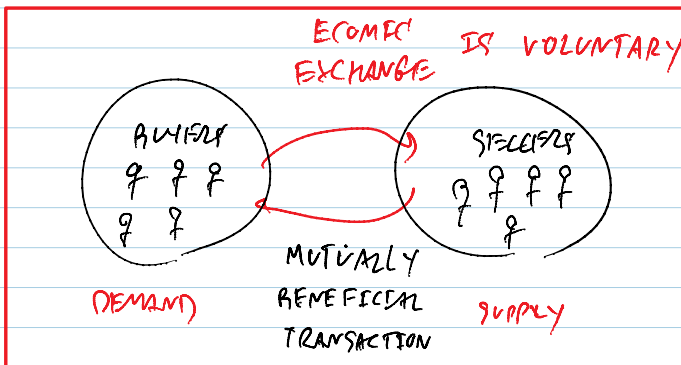 ECOMIC
EXCHANGE IS VOLUNTARY
BUYERS
SELLERS
MUTUALLY
BENEFICIAL
TRANSACTION
DEMAND
SUPPLY